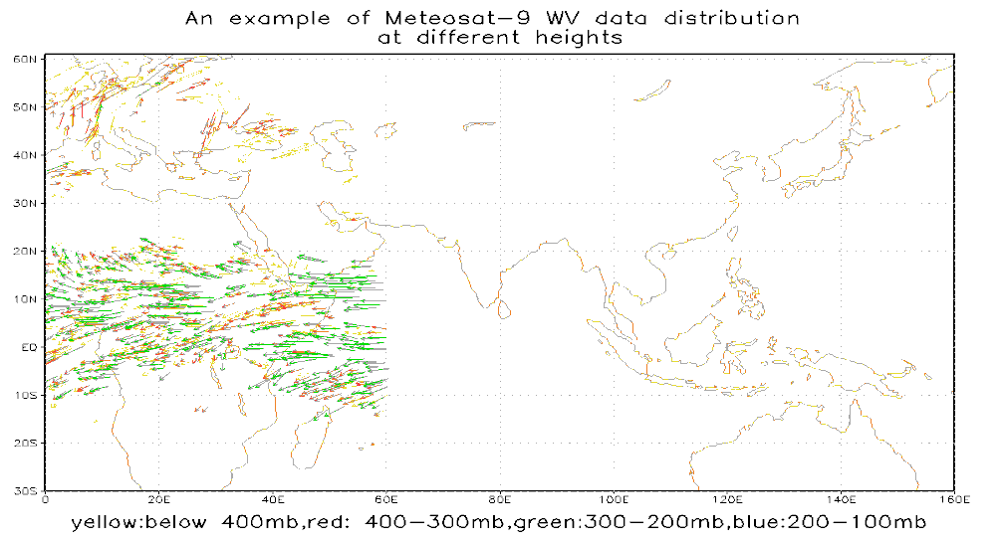 An example of Meteosat-9 WV data distribution
at different heights
60N
50N
40N
30N
20N
10N
EQ
10S
20S
30S
0 20E 40E 60E 80E 100E 120E 140E 160E
yellow:below 400mb,red: 400-300mb,green:300-200mb,blue:200-100mb